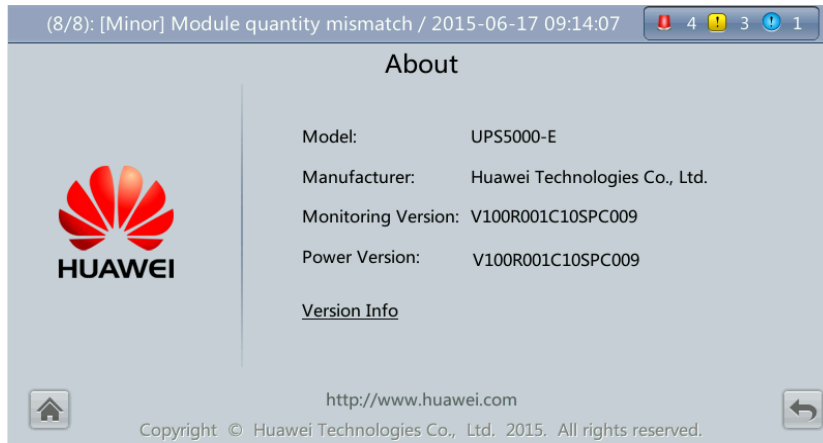 (8/8): [Minor] Module quantity mismatch / 2015-06-17 09:14:07 4 ! 3 ! 1
About
HUAWEI
Model: UPS5000-E
Manufacturer: Huawei Technologies Co., Ltd.
Monitoring Version: V100R001C10SPC009
Power Version: V100R001C10SPC009
Version Info
http://www.huawei.com
Copyright © Huawei Technologies Co., Ltd. 2015. All rights reserved.